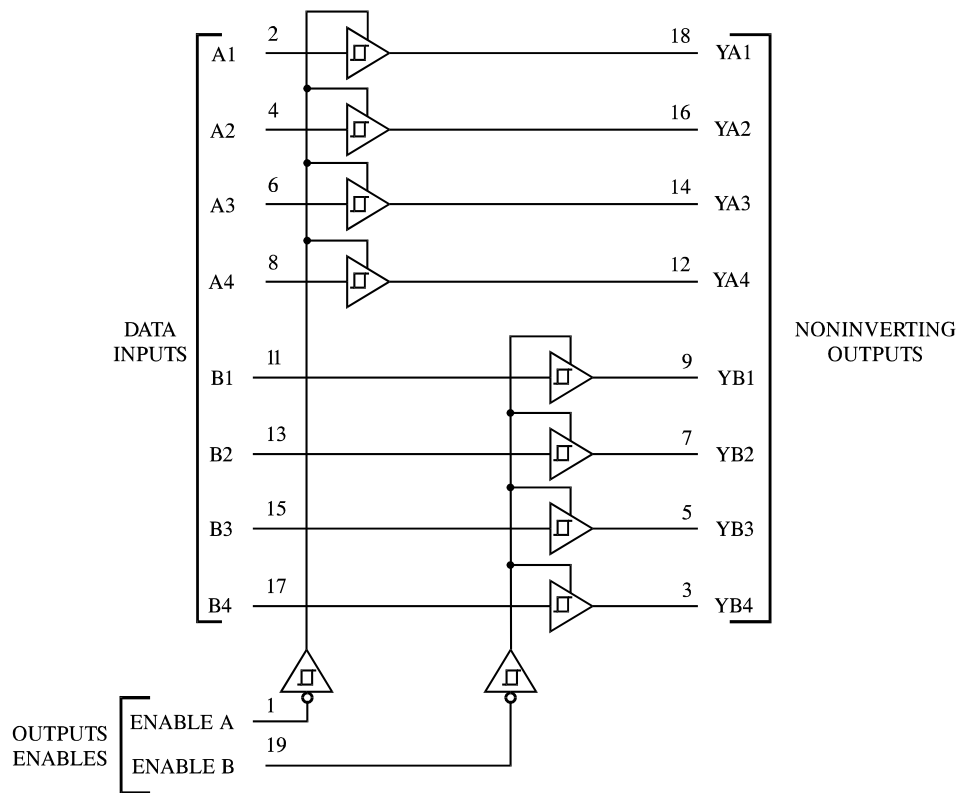 A1 2 18 YA1
A2 4 16 YA2
A3 6 14 YA3
A4 8 12 YA4
DATA
INPUTS
NONINVERTING
OUTPUTS
B1 11 9 YB1
B2 13 7 YB2
B3 15 5 YB3
B4 17 3 YB4
OUTPUTS
ENABLES
ENABLE A 1
ENABLE B 19